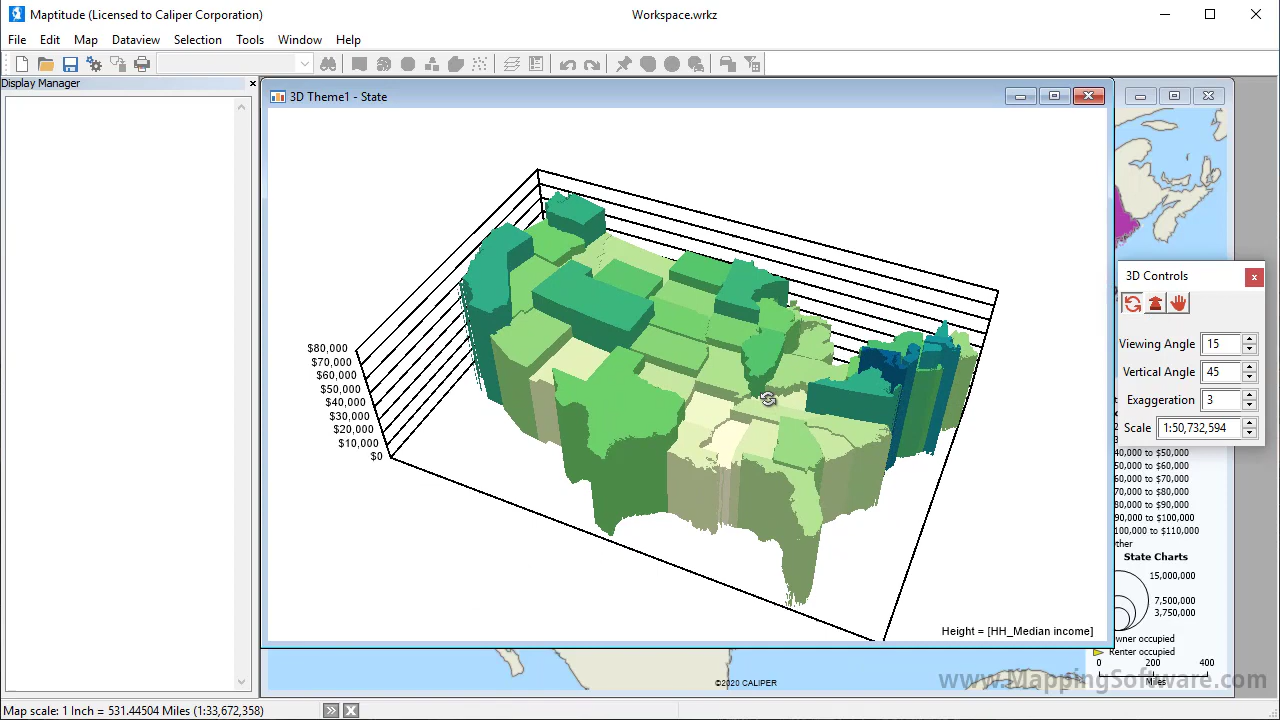 Maptitude (Licensed to Caliper Corporation)
Workspace.wrkz
File Edit Map Dataview Selection Tools Window Help
Display Manager
3D Theme1 - State
3D Controls
Viewing Angle 15
Vertical Angle 45
Exaggeration 3
Scale 1:50,732,594
$80,000
$70,000
$60,000
$50,000
$40,000
$30,000
$20,000
$10,000
$0
Height = [HH_Median income]
40,000 to $50,000
50,000 to $60,000
60,000 to $70,000
70,000 to $80,000
80,000 to $90,000
90,000 to $100,000
100,000 to $110,000
ther
State Charts
15,000,000
7,500,000
3,750,000
wner occupied
Renter occupied
0 200 400
Miles
©2020 CALIPER
www.MappingSoftware.com
Map scale: 1 Inch = 531.44504 Miles (1:33,672,358)